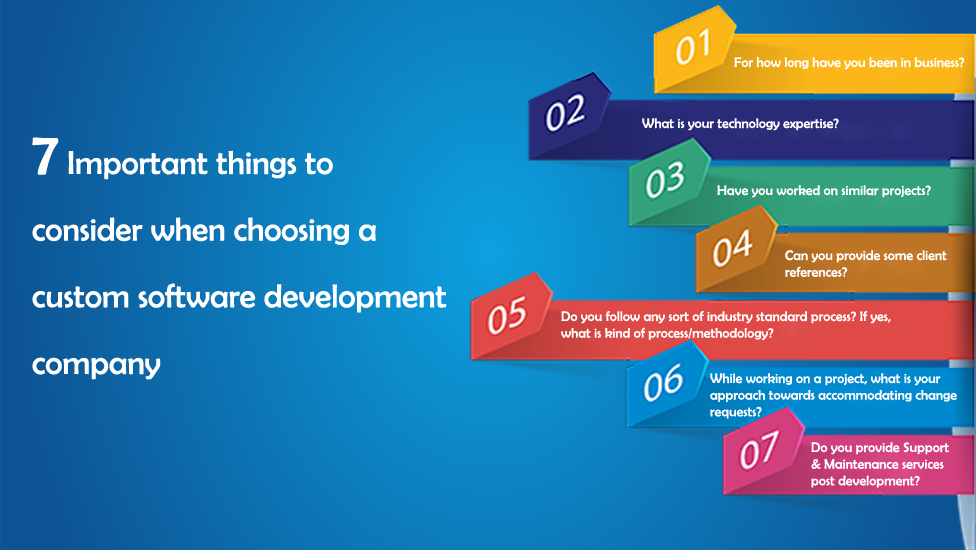 7 Important things to
consider when choosing a
custom software development
company
01
For how long have you been in business?
02
What is your technology expertise?
03
Have you worked on similar projects?
04
Can you provide some client
references?
05
Do you follow any sort of industry standard process? If yes,
what is kind of process/methodology?
06
While working on a project, what is your
approach towards accommodating change
requests?
07
Do you provide Support
& Maintenance services
post development?